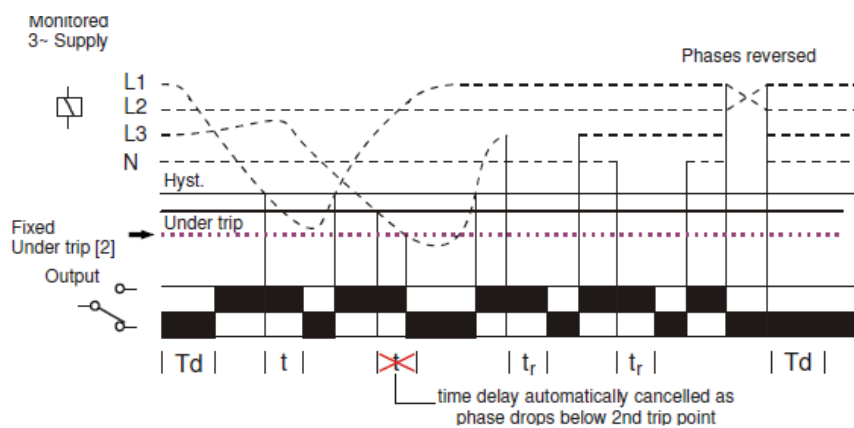 Monitored
3~ Supply
Phases reversed
L1
L2
L3
N
Hyst.
Under trip
Fixed
Under trip [2]
Output
Td
t
t
tr
tr
Td
time delay automatically cancelled as
phase drops below 2nd trip point